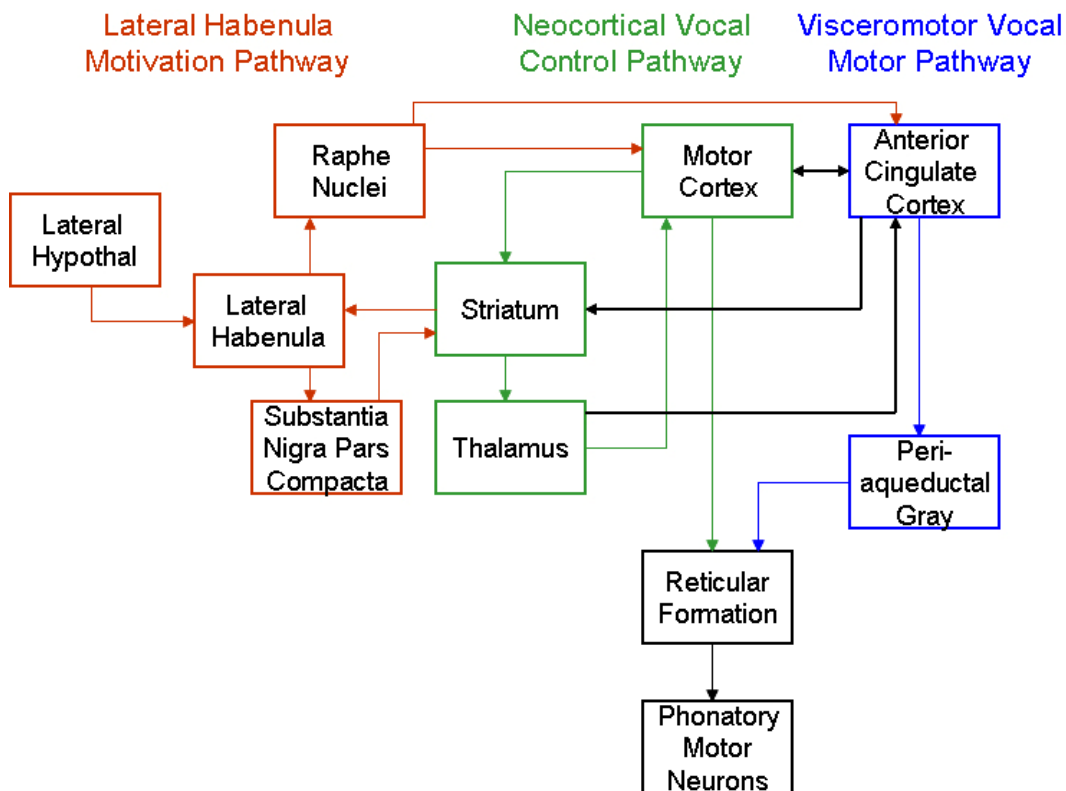 Lateral Habenula
Motivation Pathway
Neocortical Vocal
Control Pathway
Visceromotor Vocal
Motor Pathway
Raphe
Nuclei
Motor
Cortex
Anterior
Cingulate
Cortex
Lateral
Hypothal
Lateral
Habenula
Striatum
Substantia
Nigra Pars
Compacta
Thalamus
Peri-
aqueductal
Gray
Reticular
Formation
Phonatory
Motor
Neurons